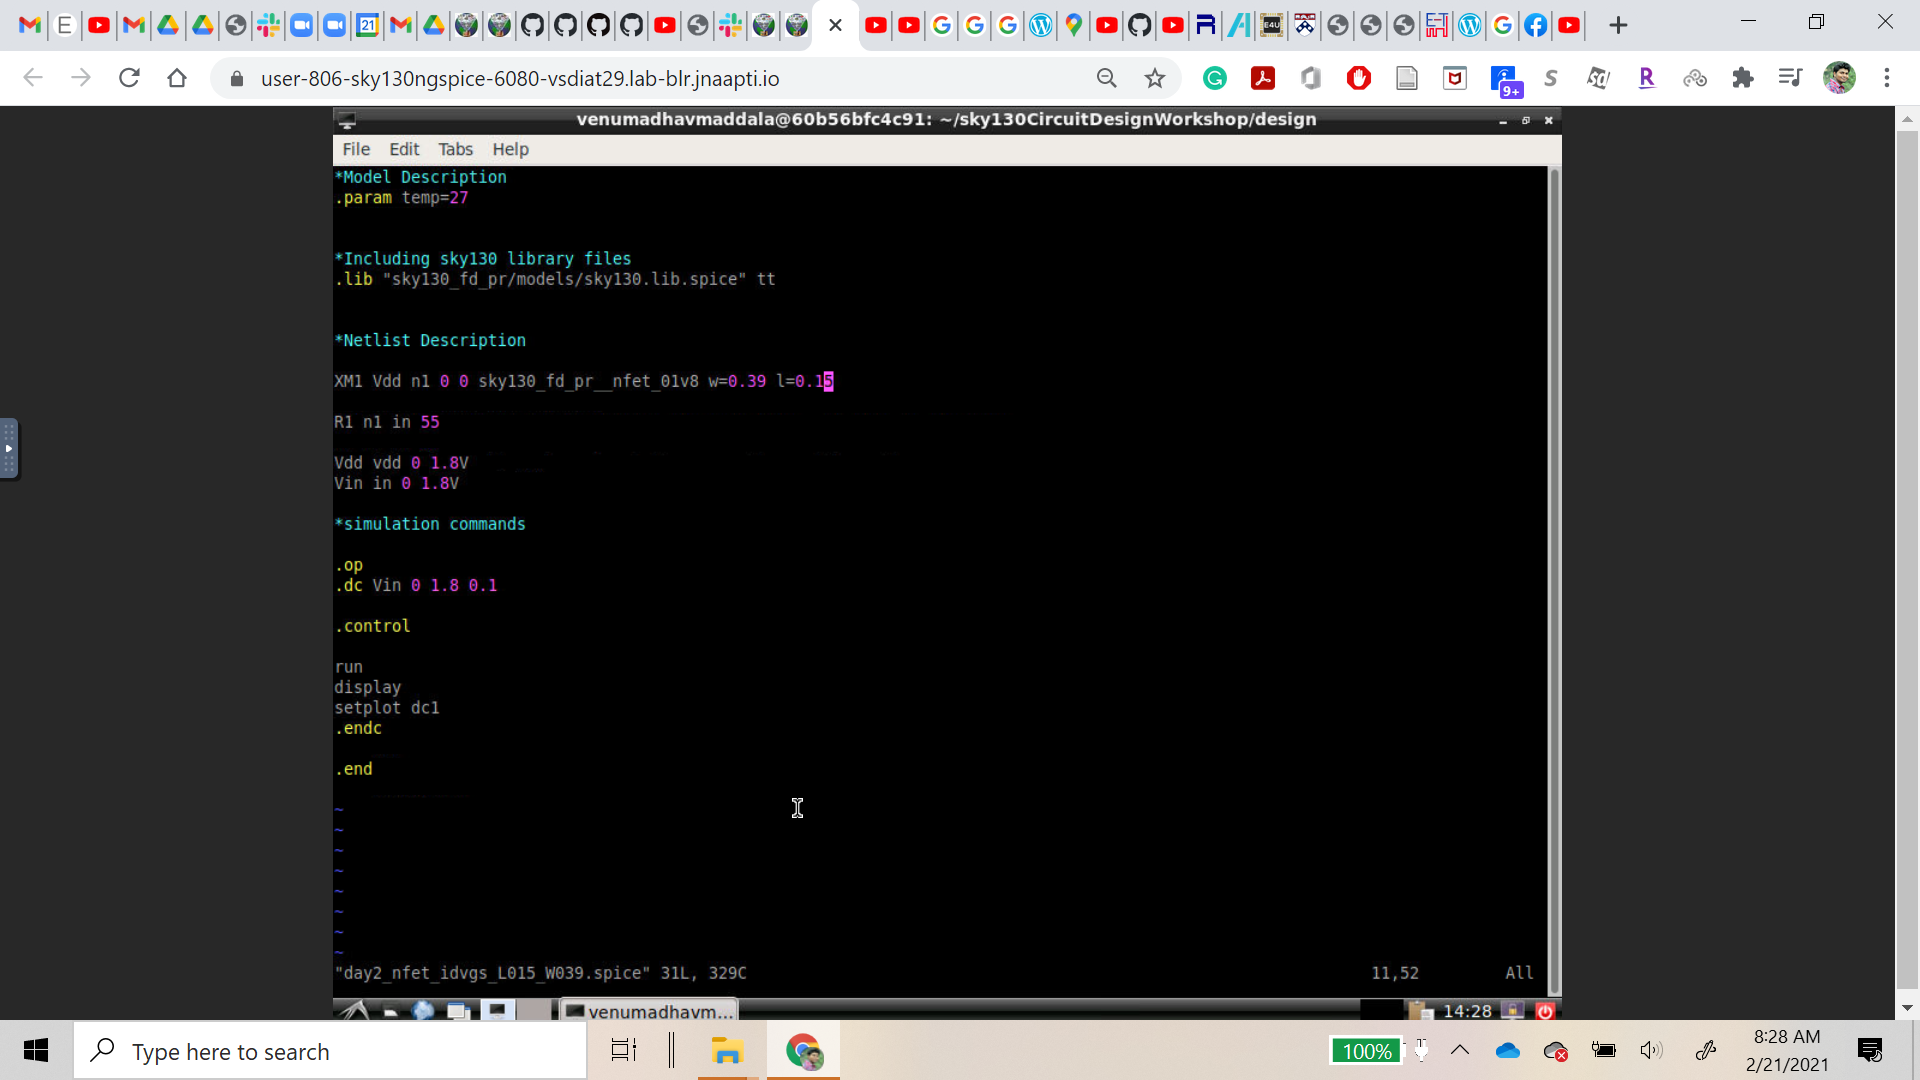 21
E4U
user-806-sky130ngspice-6080-vsdiat29.lab-blr.jnaapti.io
9+
venumadhavmaddala@60b56bfc4c91: ~/sky130CircuitDesignWorkshop/design
File Edit Tabs Help
*Model Description
.param temp=27
*Including sky130 library files
.lib "sky130_fd_pr/models/sky130.lib.spice" tt
*Netlist Description
XM1 Vdd n1 0 0 sky130_fd_pr__nfet_01v8 w=0.39 l=0.15
R1 n1 in 55
Vdd vdd 0 1.8V
Vin in 0 1.8V
*simulation commands
.op
.dc Vin 0 1.8 0.1
.control
run
display
setplot dc1
.endc
.end
~
~
~
~
~
~
~
~
"day2_nfet_idvgs_L015_W039.spice" 31L, 329C 11,52 All
venumadhavm... 14:28
Type here to search
100%
8:28 AM
2/21/2021